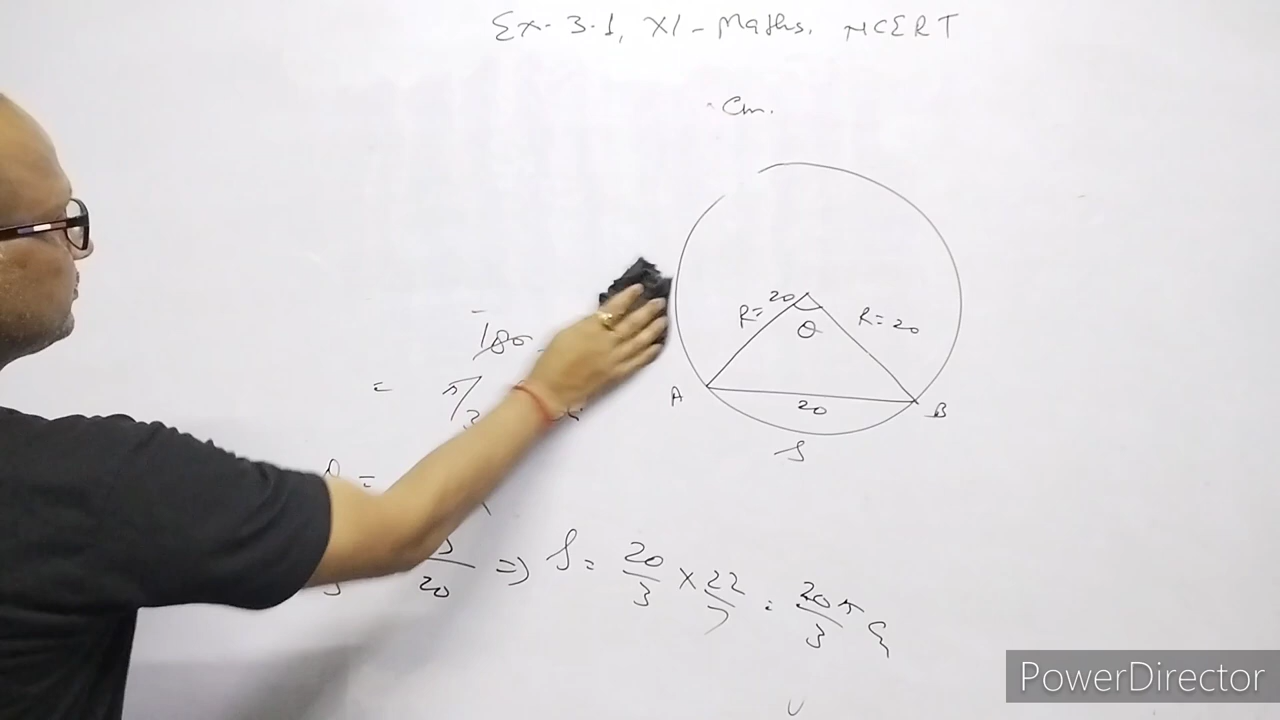 Ex- 3.1, XI - Maths, NCERT
Cm.
R= 20
θ
R= 20
180
= π/3
A
20
B
S
=
20 => S = 20/3 × 22/7 = 20π/3 Cm
PowerDirector